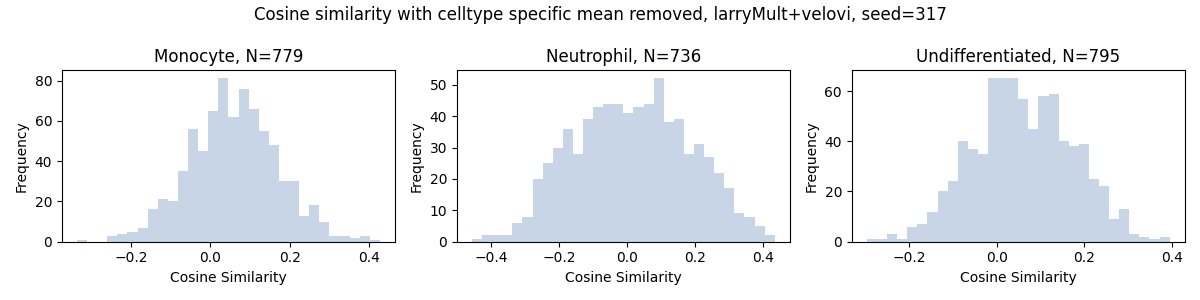 Cosine similarity with celltype specific mean removed, larryMult+velovi, seed=317
Monocyte, N=779
Frequency
80
60
40
20
0
−0.2
0.0
0.2
0.4
Cosine Similarity
Neutrophil, N=736
Frequency
50
40
30
20
10
0
−0.4
−0.2
0.0
0.2
0.4
Cosine Similarity
Undifferentiated, N=795
Frequency
60
40
20
0
−0.2
0.0
0.2
0.4
Cosine Similarity